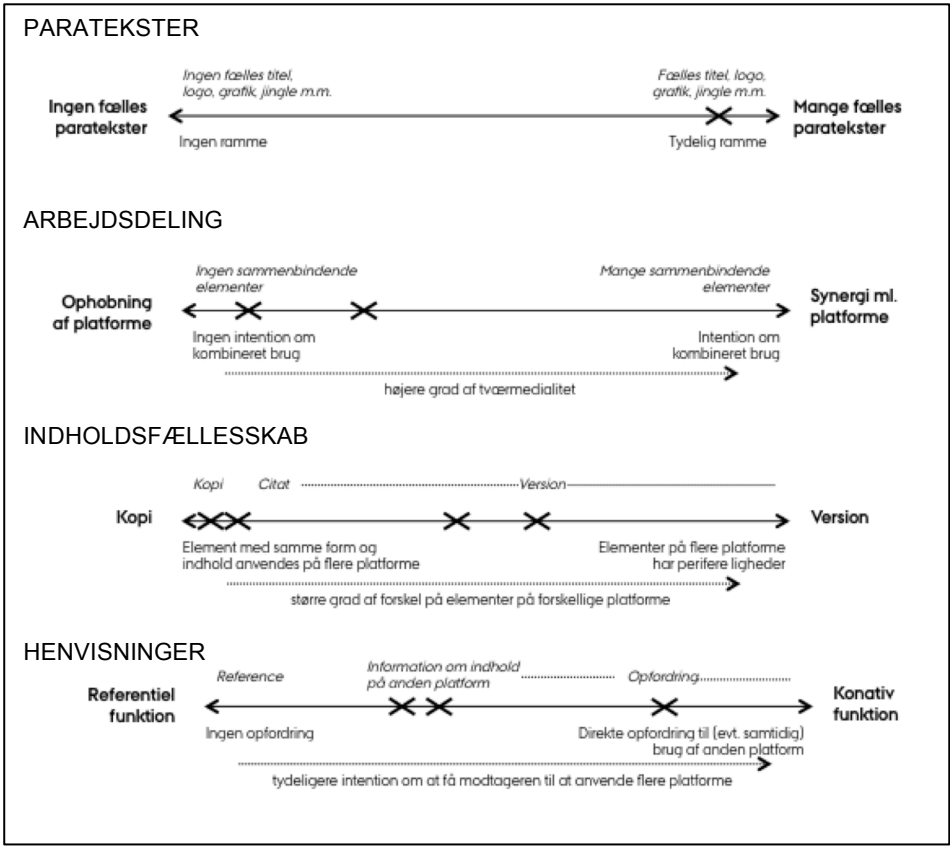 PARATEKSTER
Ingen fælles titel,
logo, grafik, jingle m.m.
Fælles titel, logo,
grafik, jingle m.m.
Ingen fælles
paratekster
Mange fælles
paratekster
Ingen ramme
Tydelig ramme
ARBEJDSDELING
Ingen sammenbindende
elementer
Mange sammenbindende
elementer
Ophobning
af platforme
Synergi ml.
platforme
Ingen intention om
kombineret brug
Intention om
kombineret brug
højere grad af tværmedialitet
INDHOLDSFÆLLESSKAB
Kopi Citat Version
Kopi
Version
Element med samme form og
indhold anvendes på flere platforme
Elementer på flere platforme
har perifere ligheder
større grad af forskel på elementer på forskellige platforme
HENVISNINGER
Reference
Information om indhold
på anden platform
Opfordring
Referentiel
funktion
Konativ
funktion
Ingen opfordring
Direkte opfordring til (evt. samtidig)
brug af anden platform
tydeligere intention om at få modtageren til at anvende flere platforme